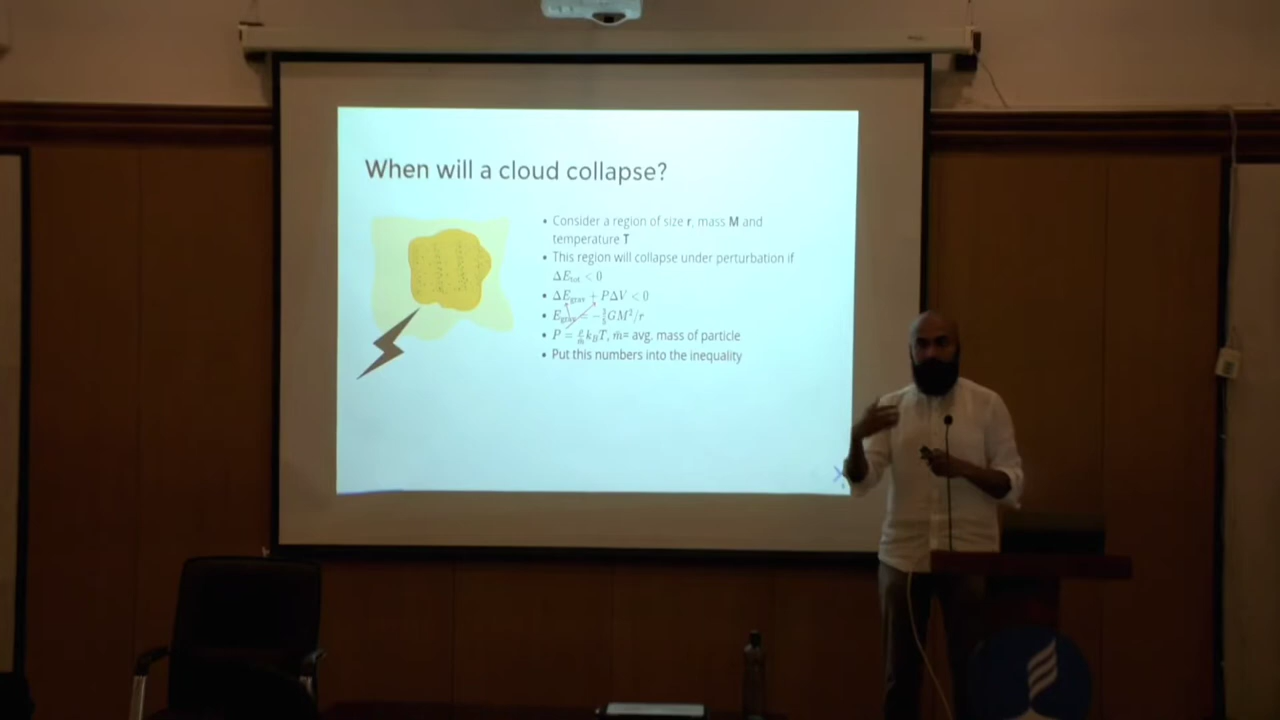 When will a cloud collapse?
• Consider a region of size r, mass M and
temperature T
• This region will collapse under perturbation if
ΔE_tot < 0
• ΔE_grav + PΔV < 0
• E_grav = −3/5 GM²/r
• P = ρ/m̄ k_BT, m̄= avg. mass of particle
• Put this numbers into the inequality